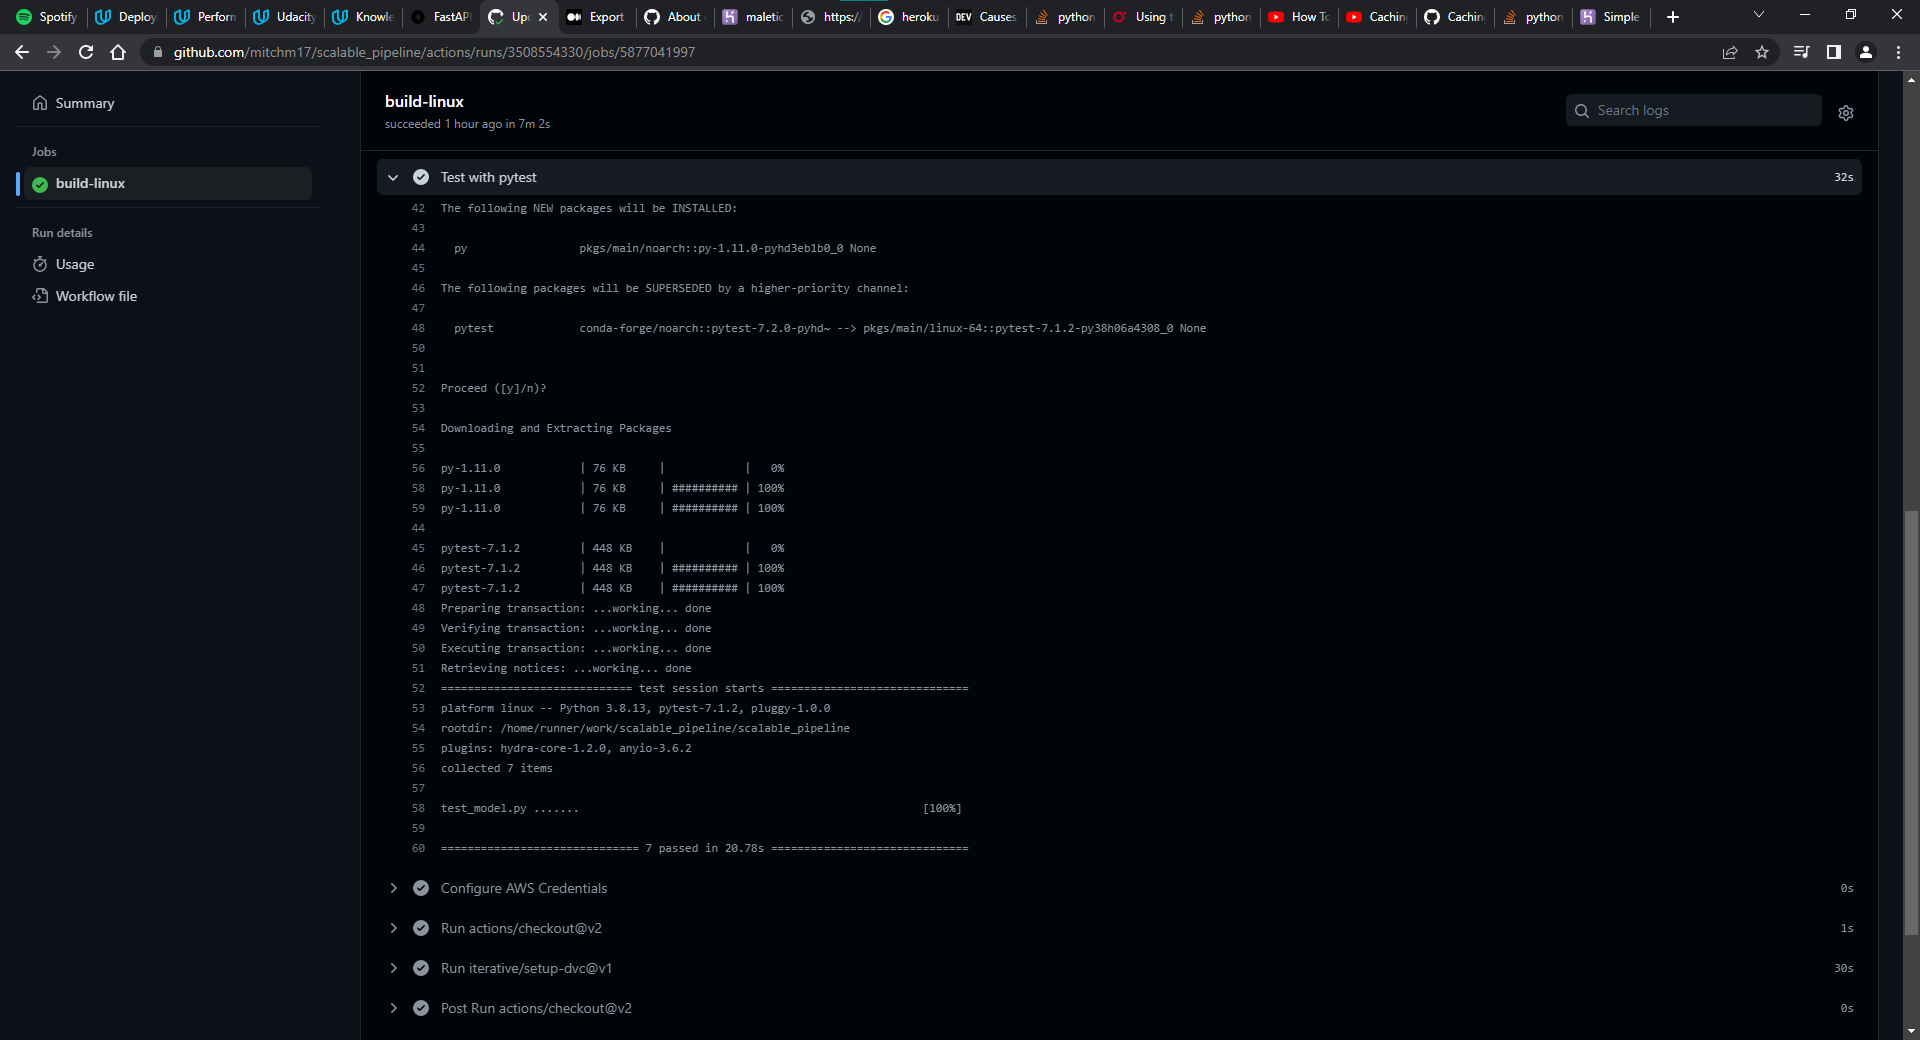 Spotify
Deploy
Perform
Udacity
Knowle
FastAPI
Up
Export
About
maletic
https:/
heroku
DEV Causes
python
Using t
python
How To
Cachin
Cachin
python
Simple
github.com/mitchm17/scalable_pipeline/actions/runs/3508554330/jobs/5877041997
Summary
Jobs
build-linux
Run details
Usage
Workflow file
build-linux
succeeded 1 hour ago in 7m 2s
Search logs
Test with pytest 32s
42 The following NEW packages will be INSTALLED:
43
44 py pkgs/main/noarch::py-1.11.0-pyhd3eb1b0_0 None
45
46 The following packages will be SUPERSEDED by a higher-priority channel:
47
48 pytest conda-forge/noarch::pytest-7.2.0-pyhd~ --> pkgs/main/linux-64::pytest-7.1.2-py38h06a4308_0 None
50
51
52 Proceed ([y]/n)?
53
54 Downloading and Extracting Packages
55
56 py-1.11.0 | 76 KB | | 0%
58 py-1.11.0 | 76 KB | ########## | 100%
59 py-1.11.0 | 76 KB | ########## | 100%
44
45 pytest-7.1.2 | 448 KB | | 0%
46 pytest-7.1.2 | 448 KB | ########## | 100%
47 pytest-7.1.2 | 448 KB | ########## | 100%
48 Preparing transaction: ...working... done
49 Verifying transaction: ...working... done
50 Executing transaction: ...working... done
51 Retrieving notices: ...working... done
52 ============================= test session starts ==============================
53 platform linux -- Python 3.8.13, pytest-7.1.2, pluggy-1.0.0
54 rootdir: /home/runner/work/scalable_pipeline/scalable_pipeline
55 plugins: hydra-core-1.2.0, anyio-3.6.2
56 collected 7 items
57
58 test_model.py ....... [100%]
59
60 ============================== 7 passed in 20.78s ==============================
Configure AWS Credentials 0s
Run actions/checkout@v2 1s
Run iterative/setup-dvc@v1 30s
Post Run actions/checkout@v2 0s